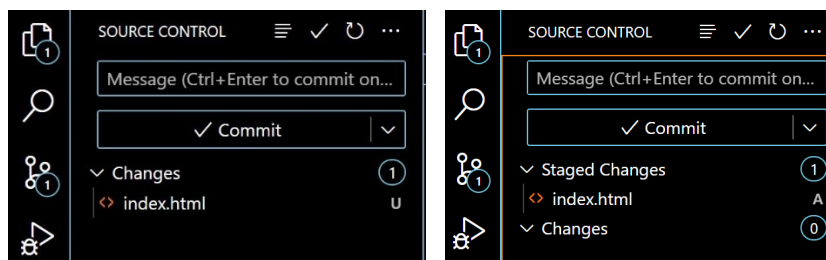 SOURCE CONTROL
1
Message (Ctrl+Enter to commit on...
Commit
Changes 1
1
index.html U
SOURCE CONTROL
1
Message (Ctrl+Enter to commit on...
Commit
Staged Changes 1
1
index.html A
Changes 0